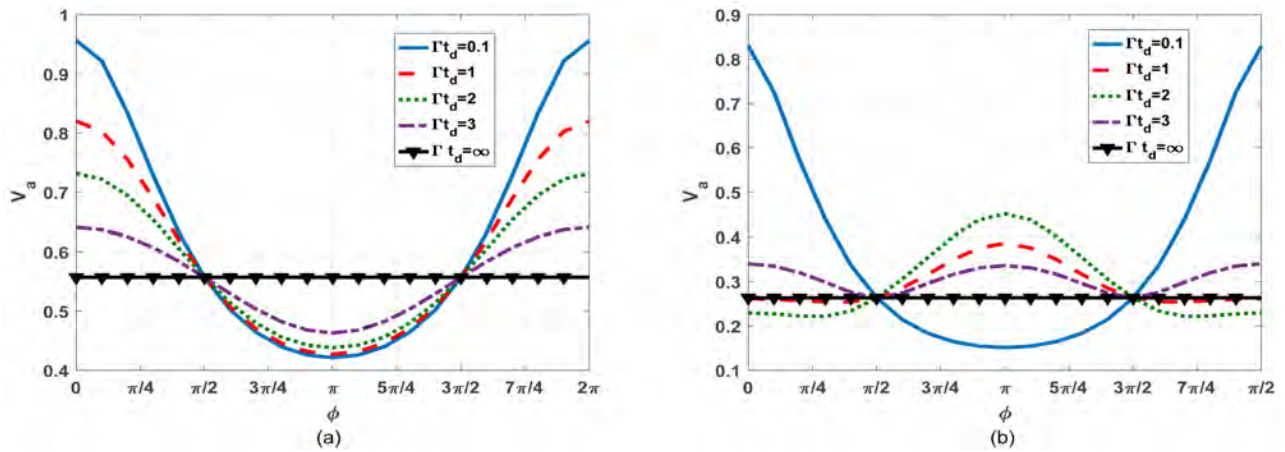 1
0.9
0.8
0.7
0.6
0.5
0.4
V_a
0 π/4 π/2 3π/4 π 5π/4 3π/2 7π/4 2π
ϕ
(a)
Γt_d=0.1
Γt_d=1
Γt_d=2
Γt_d=3
Γ t_d=∞
0.9
0.8
0.7
0.6
0.5
0.4
0.3
0.2
0.1
V_a
0 π/4 π/2 3π/4 π 5π/4 3π/2 7π/4 π/2
ϕ
(b)
Γt_d=0.1
Γt_d=1
Γt_d=2
Γt_d=3
Γ t_d=∞